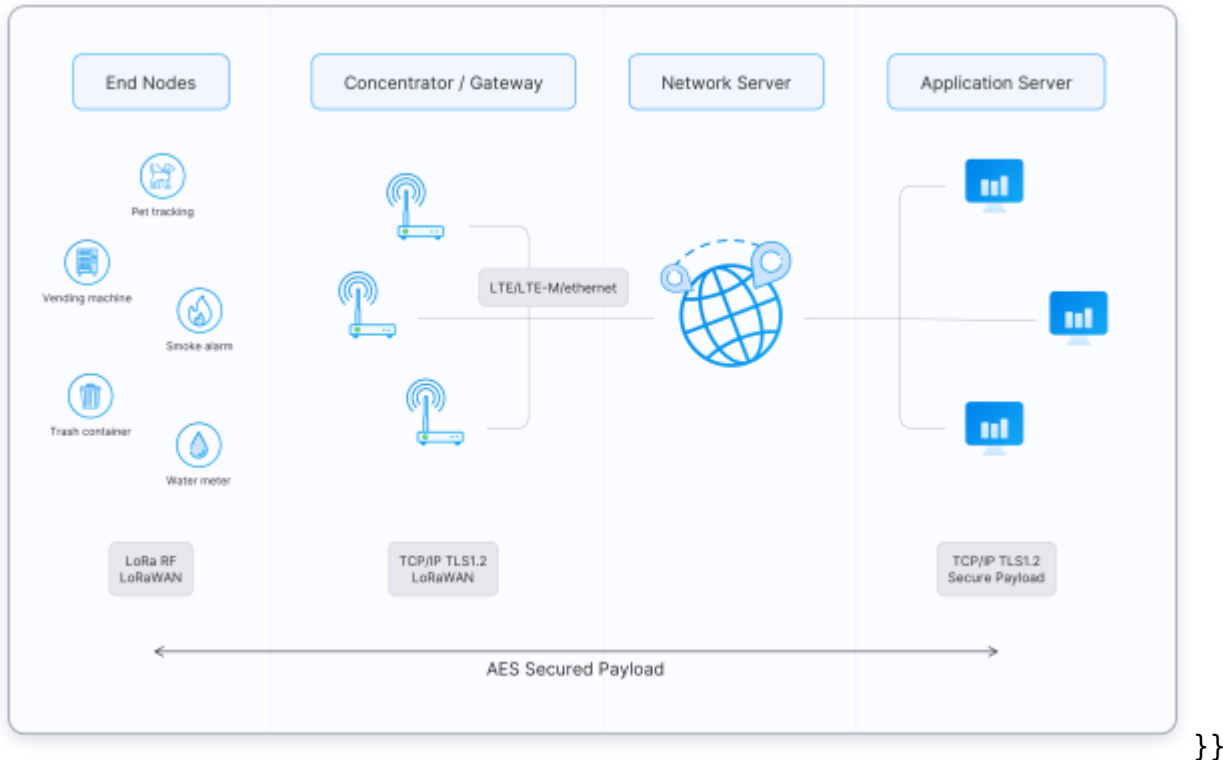 End Nodes
Concentrator / Gateway
Network Server
Application Server
Pet tracking
Vending machine
Smoke alarm
Trash container
Water meter
LTE/LTE-M/ethernet
LoRa RF
LoRaWAN
TCP/IP TLS1.2
LoRaWAN
TCP/IP TLS1.2
Secure Payload
AES Secured Payload
}}